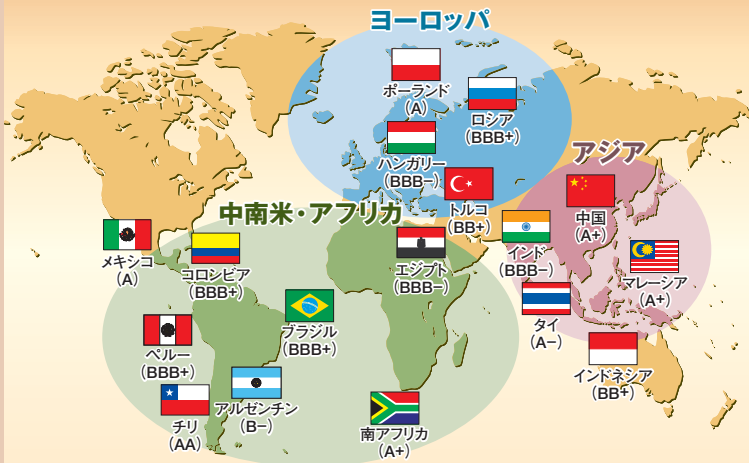 ヨーロッパ
ポーランド
(A)
ロシア
(BBB+)
ハンガリー
(BBB−)
トルコ
(BB+)
アジア
中国
(A+)
インド
(BBB−)
マレーシア
(A+)
タイ
(A−)
インドネシア
(BB+)
中南米・アフリカ
メキシコ
(A)
コロンビア
(BBB+)
エジプト
(BBB−)
ブラジル
(BBB+)
ペルー
(BBB+)
チリ
(AA)
アルゼンチン
(B−)
南アフリカ
(A+)